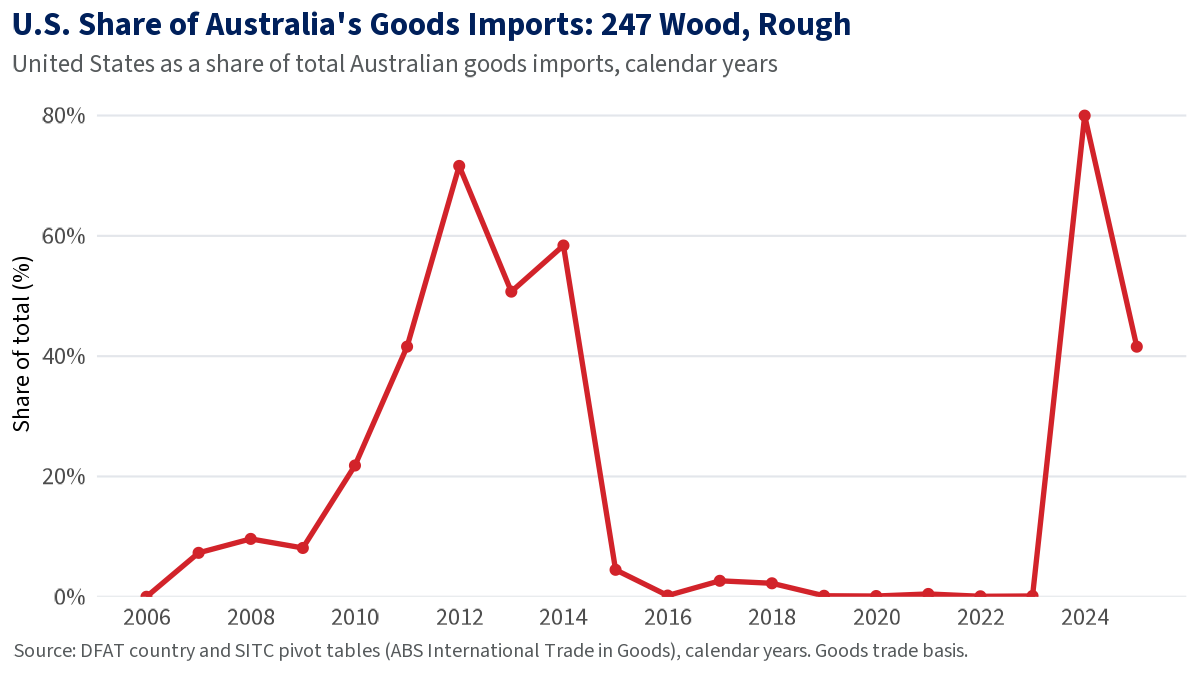 U.S. Share of Australia's Goods Imports: 247 Wood, Rough
United States as a share of total Australian goods imports, calendar years
Share of total (%)
80%
60%
40%
20%
0%
2006 2008 2010 2012 2014 2016 2018 2020 2022 2024
Source: DFAT country and SITC pivot tables (ABS International Trade in Goods), calendar years. Goods trade basis.